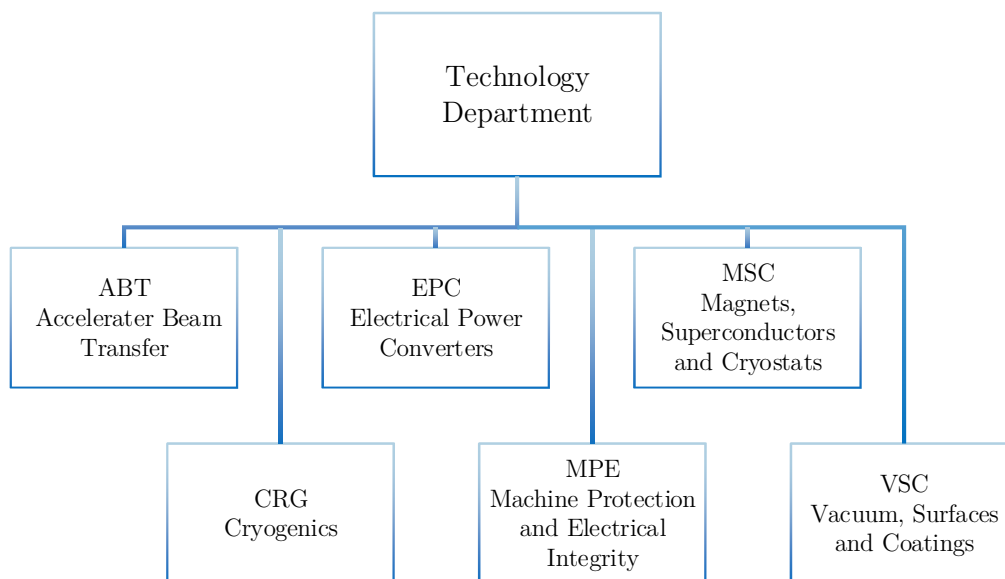 Technology
Department
ABT
Accelerater Beam
Transfer
EPC
Electrical Power
Converters
MSC
Magnets,
Superconductors
and Cryostats
CRG
Cryogenics
MPE
Machine Protection
and Electrical
Integrity
VSC
Vacuum, Surfaces
and Coatings